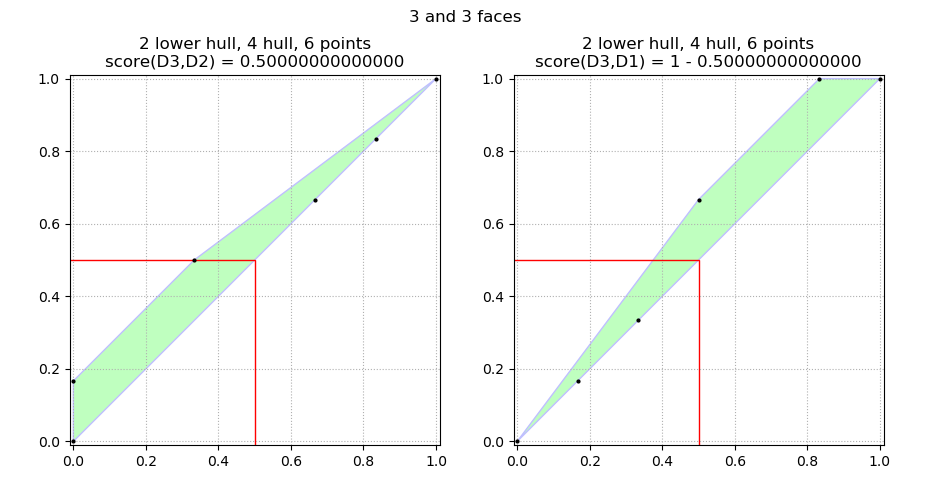 3 and 3 faces
2 lower hull, 4 hull, 6 points
score(D3,D2) = 0.50000000000000
1.0
0.8
0.6
0.4
0.2
0.0
0.0 0.2 0.4 0.6 0.8 1.0
2 lower hull, 4 hull, 6 points
score(D3,D1) = 1 - 0.50000000000000
1.0
0.8
0.6
0.4
0.2
0.0
0.0 0.2 0.4 0.6 0.8 1.0